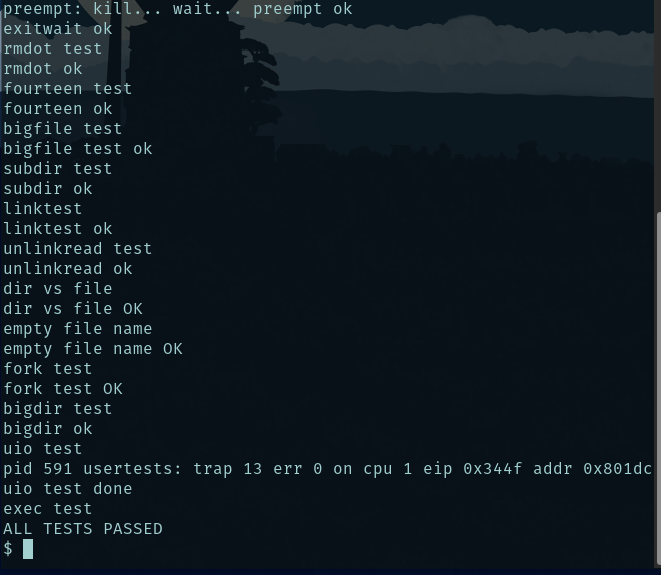 preempt: kill... wait... preempt ok
exitwait ok
rmdot test
rmdot ok
fourteen test
fourteen ok
bigfile test
bigfile test ok
subdir test
subdir ok
linktest
linktest ok
unlinkread test
unlinkread ok
dir vs file
dir vs file OK
empty file name
empty file name OK
fork test
fork test OK
bigdir test
bigdir ok
uio test
pid 591 usertests: trap 13 err 0 on cpu 1 eip 0x344f addr 0x801dc
uio test done
exec test
ALL TESTS PASSED
$